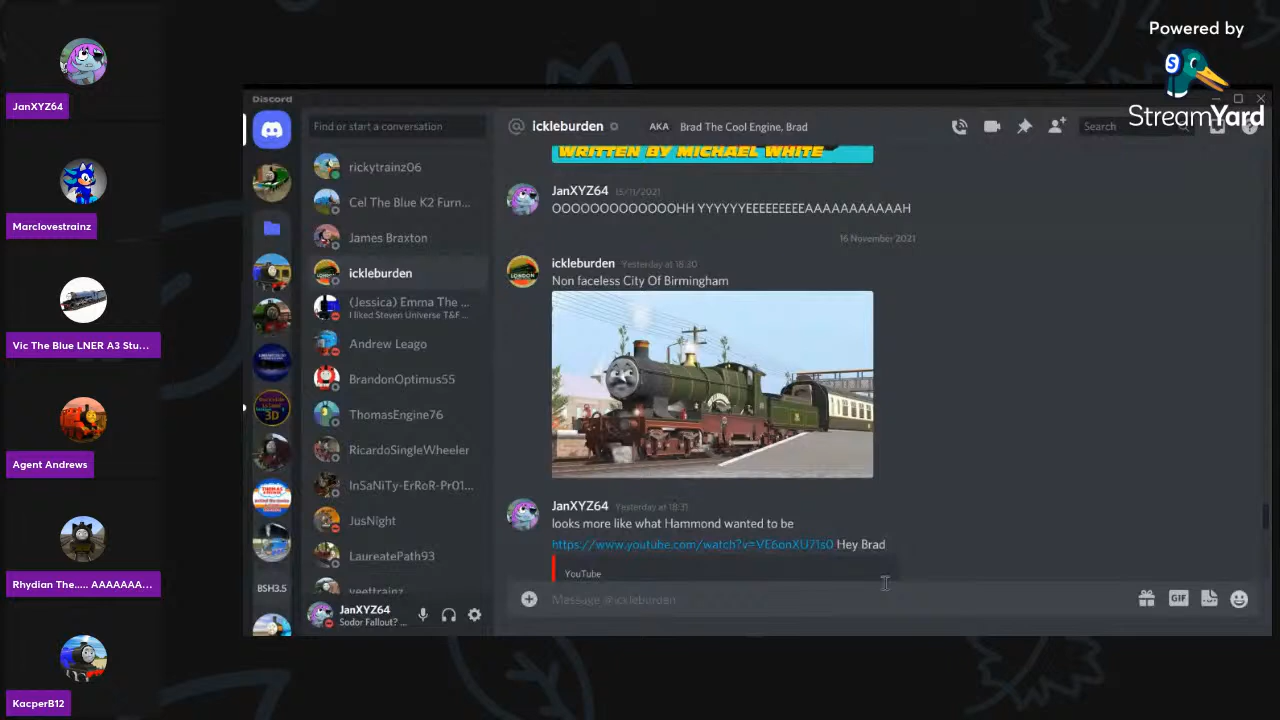 Powered by
StreamYard
JanXYZ64
Marclovestrainz
Vic The Blue LNER A3 Stu...
Agent Andrews
Rhydian The..... AAAAAAA...
KacperB12
Discord
Find or start a conversation
rickytrainz06
Cel The Blue K2 Furn...
James Braxton
ickleburden
(Jessica) Emma The ...
I liked Steven Universe T&F ...
Andrew Leago
BrandonOptimus55
ThomasEngine76
RicardoSingleWheeler
InSaNiTy-ErRoR-Pr01...
JusNight
LaureatePath93
veettrainz
BSH3.5
JanXYZ64
Sodor Fallout? ...
ickleburden
AKA Brad The Cool Engine, Brad
Search
WRITTEN BY MICHAEL WHITE
JanXYZ64 15/11/2021
OOOOOOOOOOOOOHH YYYYYYEEEEEEEEEAAAAAAAAAAAH
16 November 2021
ickleburden Yesterday at 18:30
Non faceless City Of Birmingham
JanXYZ64 Yesterday at 18:31
looks more like what Hammond wanted to be
https://www.youtube.com/watch?v=VE6onXU71s0 Hey Brad
YouTube
Message @ickleburden
GIF